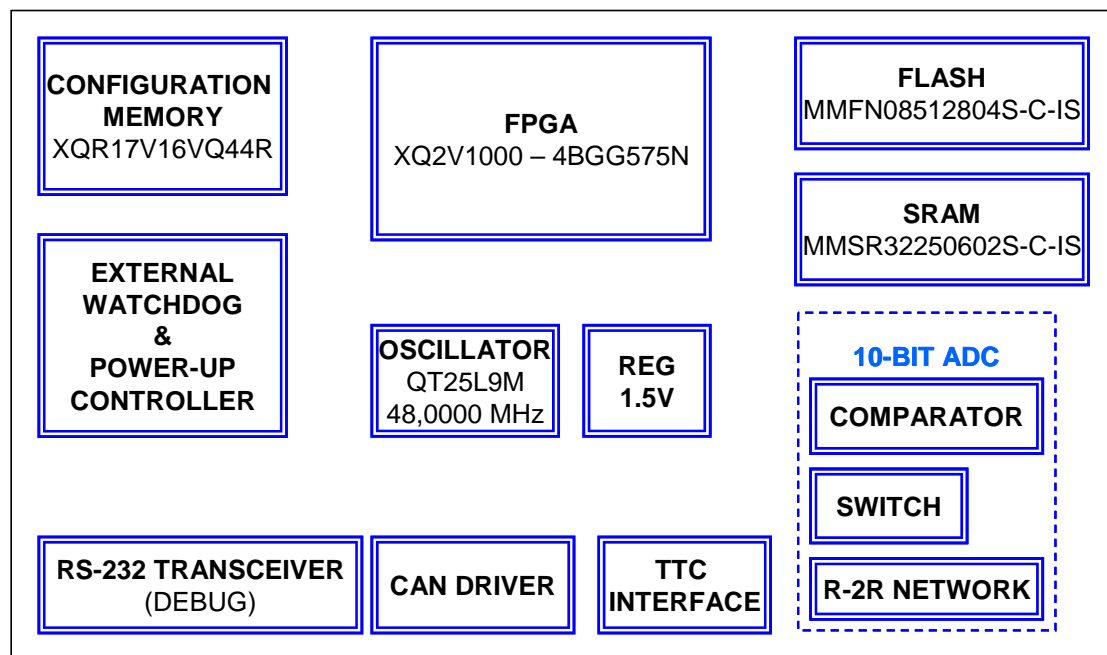 CONFIGURATION
MEMORY
XQR17V16VQ44R
FPGA
XQ2V1000 – 4BGG575N
FLASH
MMFN08512804S-C-IS
SRAM
MMSR32250602S-C-IS
EXTERNAL
WATCHDOG
&
POWER-UP
CONTROLLER
OSCILLATOR
QT25L9M
48,0000 MHz
REG
1.5V
10-BIT ADC
COMPARATOR
SWITCH
R-2R NETWORK
RS-232 TRANSCEIVER
(DEBUG)
CAN DRIVER
TTC
INTERFACE